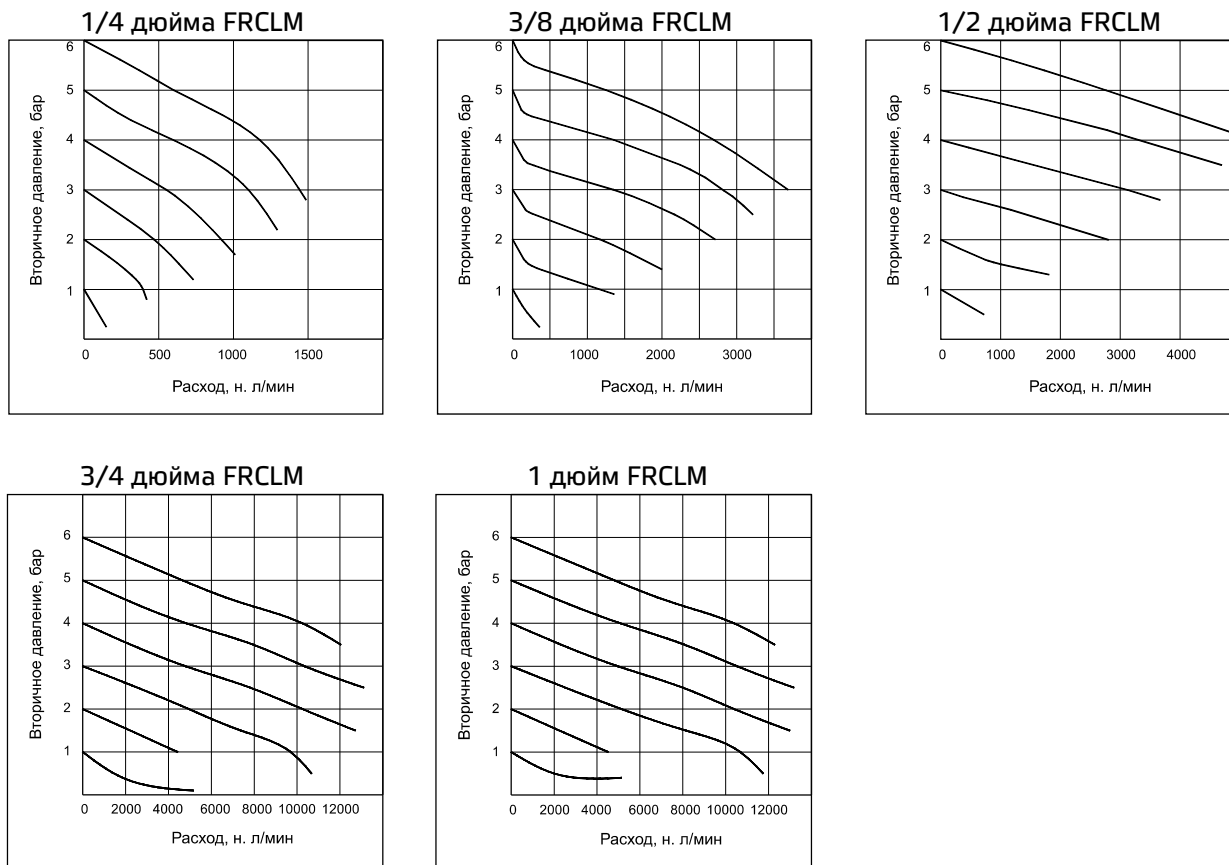 1/4 дюйма FRCLM
6
5
4
3
2
1
Вторичное давление, бар
0 500 1000 1500
Расход, н. л/мин
3/8 дюйма FRCLM
6
5
4
3
2
1
Вторичное давление, бар
0 1000 2000 3000
Расход, н. л/мин
1/2 дюйма FRCLM
6
5
4
3
2
1
Вторичное давление, бар
0 1000 2000 3000 4000
Расход, н. л/мин
3/4 дюйма FRCLM
6
5
4
3
2
1
Вторичное давление, бар
0 2000 4000 6000 8000 10000 12000
Расход, н. л/мин
1 дюйм FRCLM
6
5
4
3
2
1
Вторичное давление, бар
0 2000 4000 6000 8000 10000 12000
Расход, н. л/мин